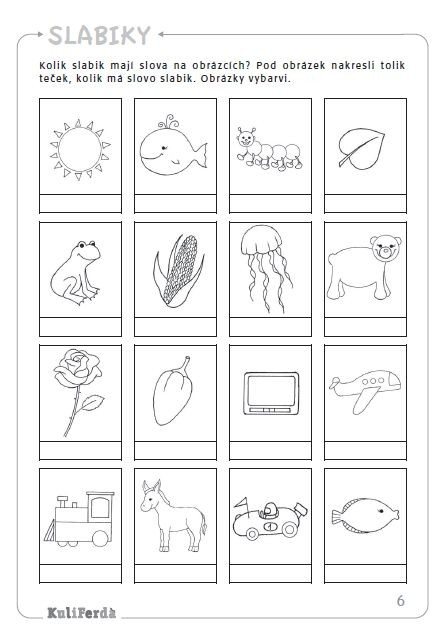 SLABIKY
Kolik slabik mají slova na obrázcích? Pod obrázek nakresli tolik
teček, kolik má slovo slabik. Obrázky vybarvi.
1
6
KuliFerda